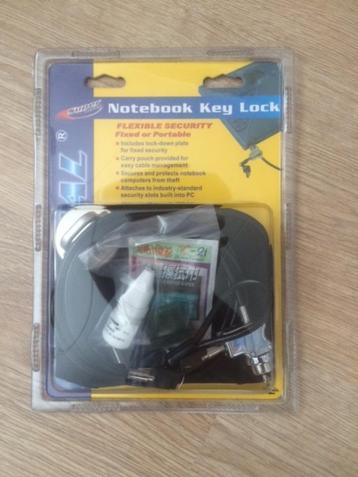 Notebook Key Lock
FLEXIBLE SECURITY
Fixed or Portable
Includes lock-down plate
for fixed security
Carry pouch provided for
easy cable management
Secures and protects notebook
computers from theft
Attaches to industry-standard
security slots built into PC
AL ®